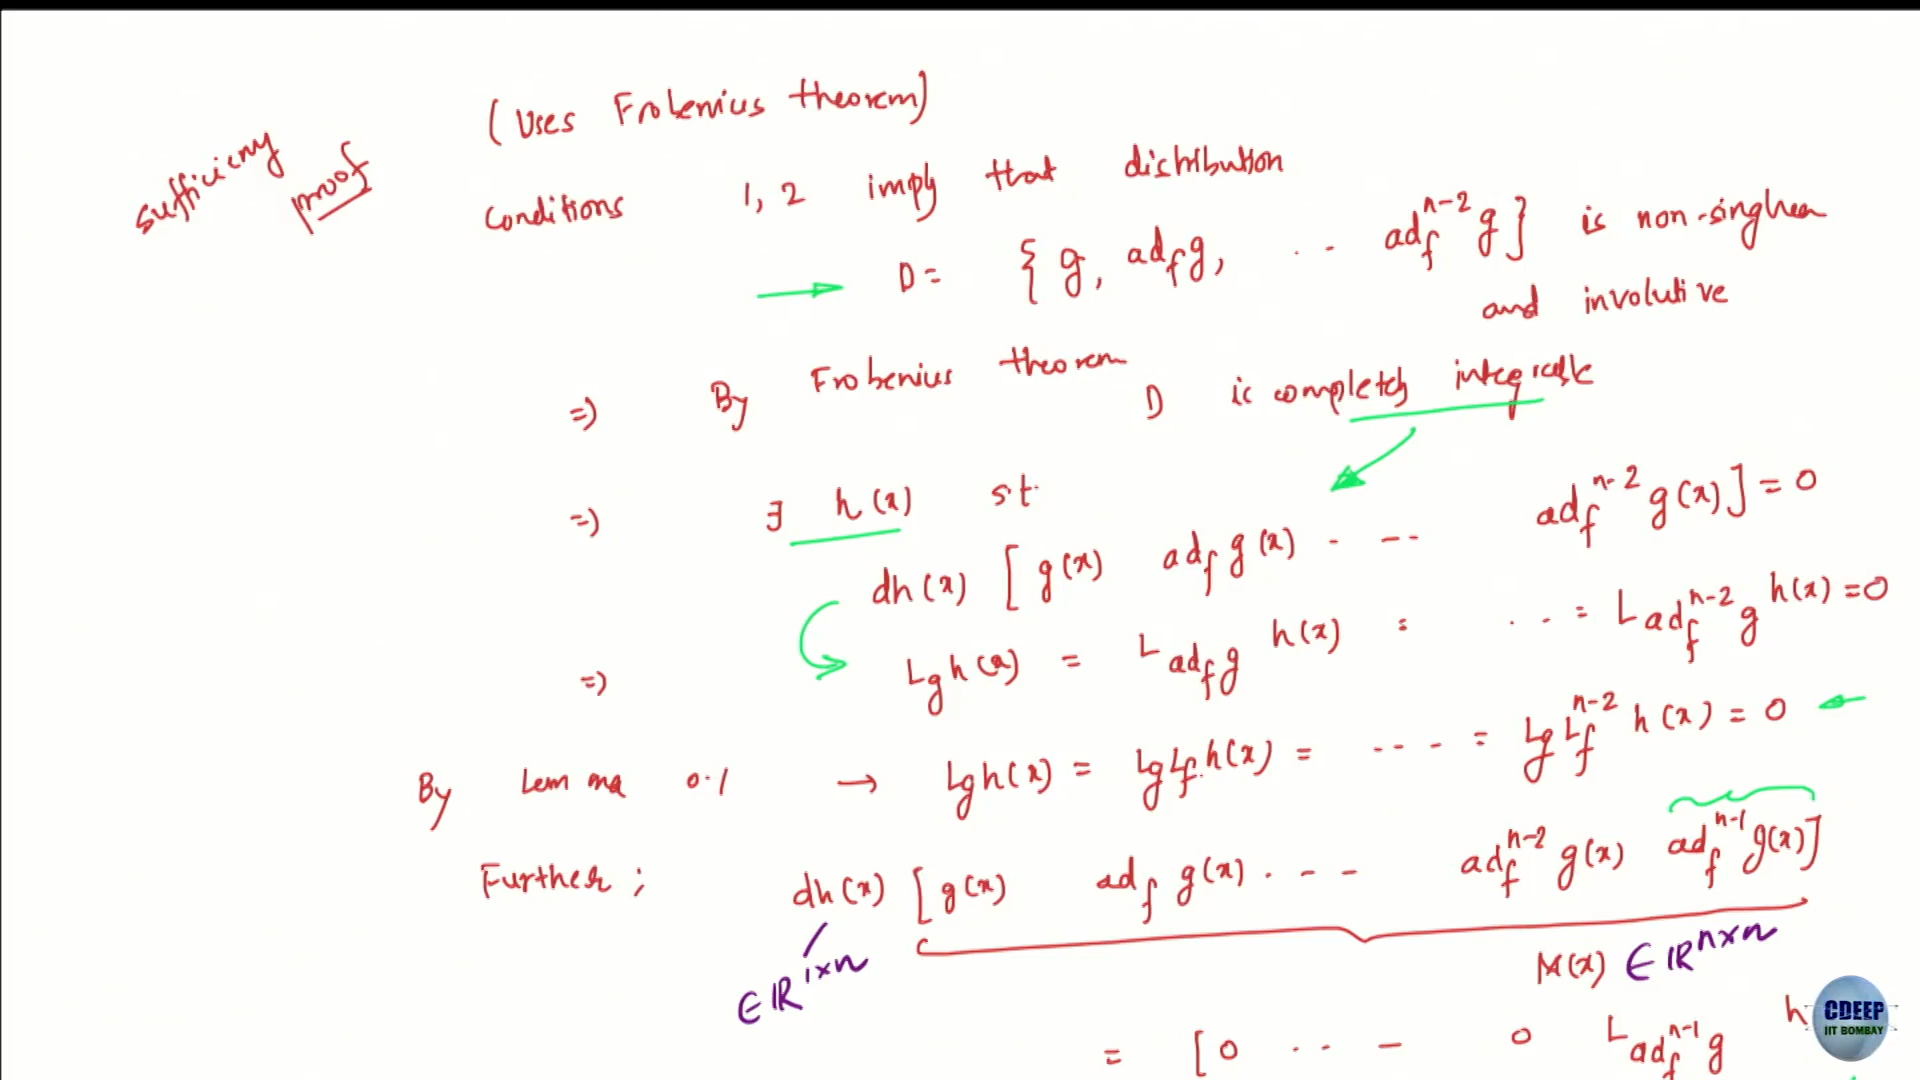 sufficieny proof
(Uses Frobenius theorem)
Conditions 1, 2 imply that distribution
D = { g, ad_f g, .. ad_f^{n-2} g } is non-singular
and involutive
=) By Frobenius theorem D is completely integrable
=) ∃ h(x) st.
dh(x) [ g(x) ad_f g(x) . -- ad_f^{n-2} g(x) ] = 0
=) L_g h(x) = L_{ad_f g} h(x) = ... = L_{ad_f^{n-2} g} h(x) = 0
By Lemma 0.1 → L_g h(x) = L_g L_f h(x) = --- - = L_g L_f^{n-2} h(x) = 0
Further ; dh(x) [ g(x) ad_f g(x) . - - ad_f^{n-2} g(x) ad_f^{n-1} g(x) ]
∈ ℝ^{1×n} M(x) ∈ ℝ^{n×n}
= [ 0 .. - 0 L_{ad_f^{n-1} g} h
CDEEP
IIT BOMBAY